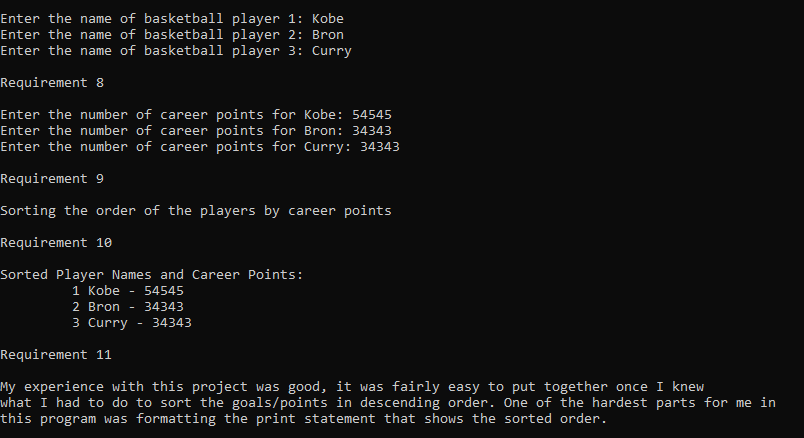 Enter the name of basketball player 1: Kobe
Enter the name of basketball player 2: Bron
Enter the name of basketball player 3: Curry
Requirement 8
Enter the number of career points for Kobe: 54545
Enter the number of career points for Bron: 34343
Enter the number of career points for Curry: 34343
Requirement 9
Sorting the order of the players by career points
Requirement 10
Sorted Player Names and Career Points:
1 Kobe - 54545
2 Bron - 34343
3 Curry - 34343
Requirement 11
My experience with this project was good, it was fairly easy to put together once I knew
what I had to do to sort the goals/points in descending order. One of the hardest parts for me in
this program was formatting the print statement that shows the sorted order.